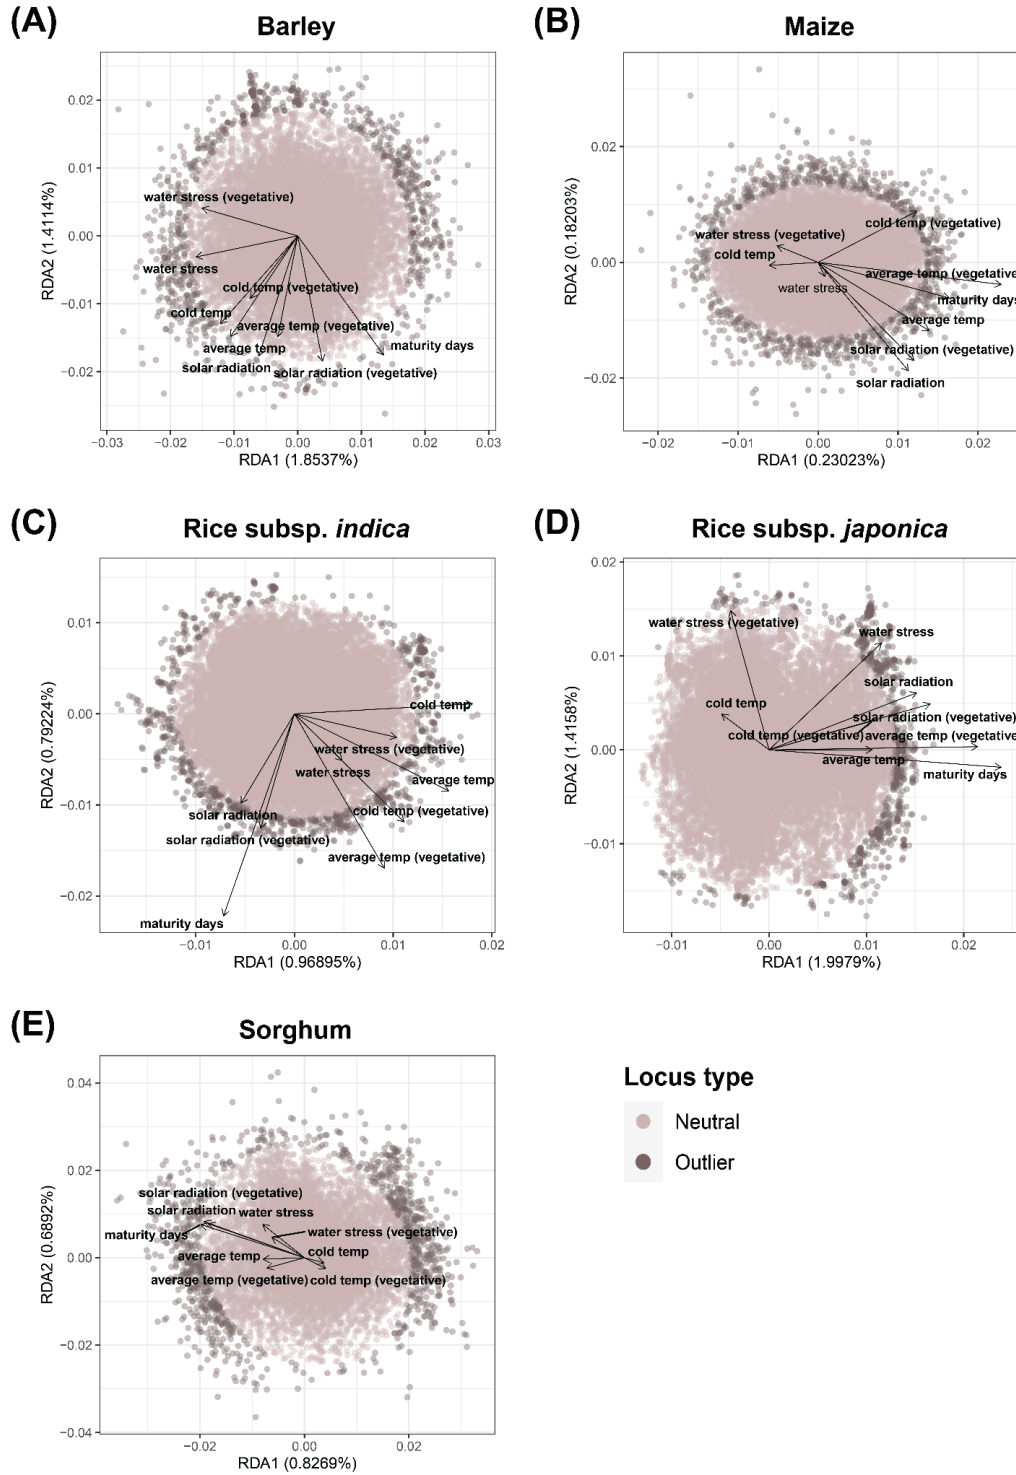 (A)
Barley
0.02
0.01
0.00
−0.01
−0.02
RDA2 (1.4114%)
water stress (vegetative)
water stress
cold temp (vegetative)
cold temp
average temp (vegetative)
average temp
maturity days
solar radiation
solar radiation (vegetative)
−0.03
−0.02
−0.01
0.00
0.01
0.02
0.03
RDA1 (1.8537%)
(B)
Maize
0.02
0.00
−0.02
RDA2 (0.18203%)
cold temp (vegetative)
water stress (vegetative)
cold temp
average temp (vegetative
water stress
maturity days
average temp
solar radiation (vegetative)
solar radiation
−0.02
−0.01
0.00
0.01
0.02
RDA1 (0.23023%)
(C)
Rice subsp. indica
0.01
0.00
−0.01
−0.02
RDA2 (0.79224%)
cold temp
water stress (vegetative)
water stress
average temp
solar radiation
cold temp (vegetative)
solar radiation (vegetative)
average temp (vegetative)
maturity days
−0.01
0.00
0.01
0.02
RDA1 (0.96895%)
(D)
Rice subsp. japonica
0.02
0.01
0.00
−0.01
RDA2 (1.4158%)
water stress (vegetative)
water stress
solar radiation
cold temp
solar radiation (vegetative)
cold temp (vegetative)
average temp (vegetative
average temp
maturity days
−0.01
0.00
0.01
0.02
RDA1 (1.9979%)
(E)
Sorghum
0.04
0.02
0.00
−0.02
−0.04
RDA2 (0.6892%)
solar radiation (vegetative)
solar radiation
water stress
maturity days
water stress (vegetative)
average temp
cold temp
average temp (vegetative)
cold temp (vegetative)
−0.02
0.00
0.02
RDA1 (0.8269%)
Locus type
Neutral
Outlier